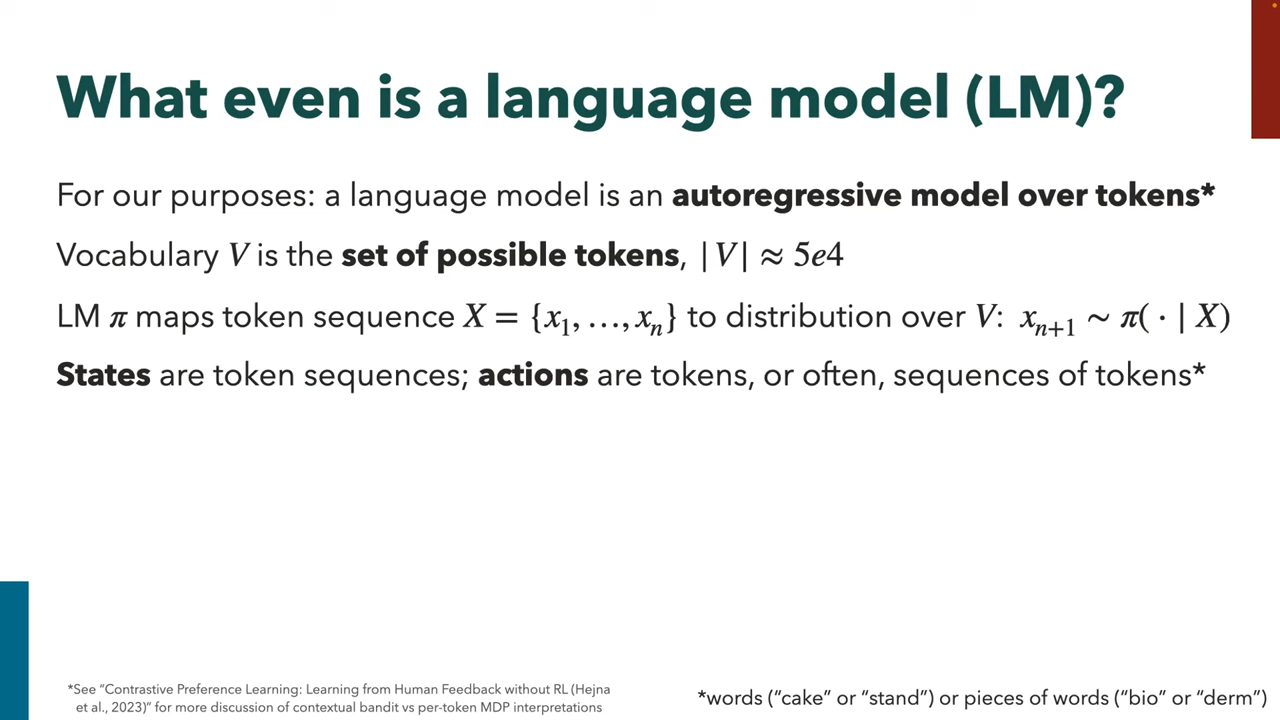 What even is a language model (LM)?
For our purposes: a language model is an autoregressive model over tokens*
Vocabulary V is the set of possible tokens, |V| ≈ 5e4
LM π maps token sequence X = {x₁, …, xₙ} to distribution over V: xₙ₊₁ ~ π( · | X)
States are token sequences; actions are tokens, or often, sequences of tokens*
*See “Contrastive Preference Learning: Learning from Human Feedback without RL (Hejna
et al., 2023)” for more discussion of contextual bandit vs per-token MDP interpretations
*words (“cake” or “stand”) or pieces of words (“bio” or “derm”)